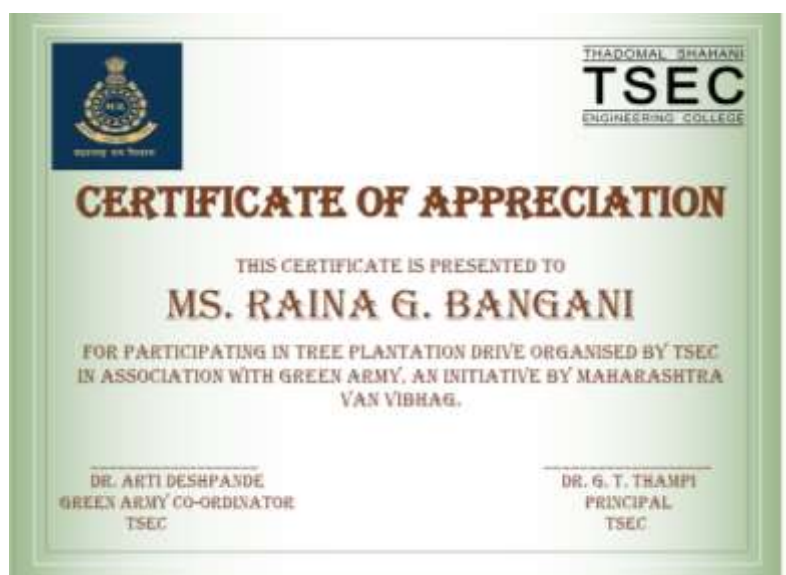 THADOMAL SHAHANI
TSEC
ENGINEERING COLLEGE
CERTIFICATE OF APPRECIATION
THIS CERTIFICATE IS PRESENTED TO
MS. RAINA G. BANGANI
FOR PARTICIPATING IN TREE PLANTATION DRIVE ORGANISED BY TSEC
IN ASSOCIATION WITH GREEN ARMY, AN INITIATIVE BY MAHARASHTRA
VAN VIBHAG.
DR. ARTI DESHPANDE
GREEN ARMY CO-ORDINATOR
TSEC
DR. G. T. THAMPI
PRINCIPAL
TSEC